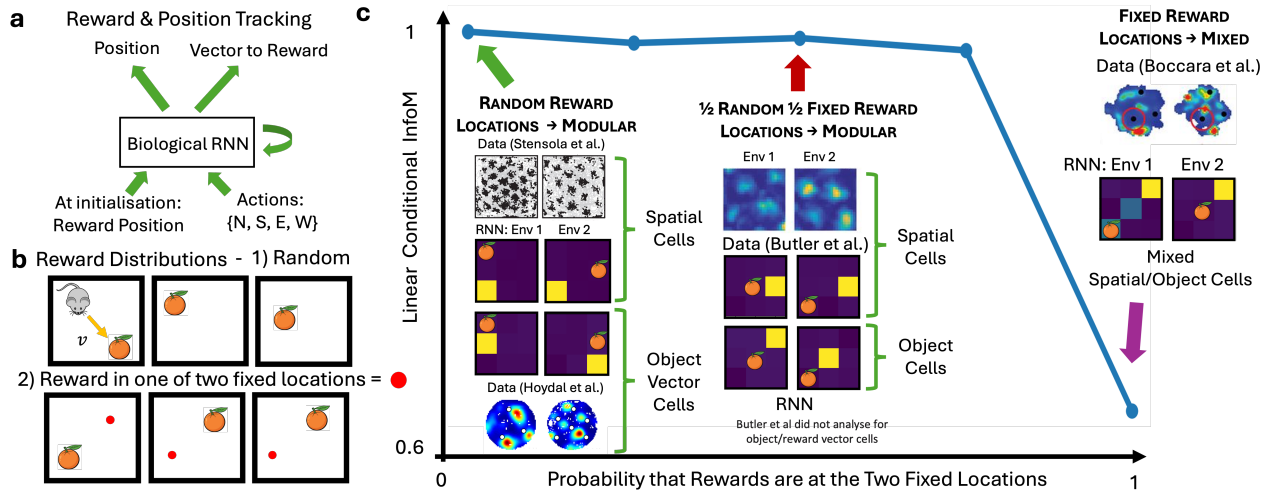 a
Reward & Position Tracking
Position
Vector to Reward
Biological RNN
At initialisation:
Reward Position
Actions:
{N, S, E, W}
b
Reward Distributions - 1) Random
v
2) Reward in one of two fixed locations =
c
Linear Conditional InfoM
1
0.6
0
1
Probability that Rewards are at the Two Fixed Locations
RANDOM REWARD
LOCATIONS → MODULAR
Data (Stensola et al.)
RNN: Env 1
Env 2
Spatial
Cells
Object
Vector
Cells
Data (Hoydal et al.)
½ RANDOM ½ FIXED REWARD
LOCATIONS → MODULAR
Env 1
Env 2
Data (Butler et al.)
Spatial
Cells
Object
Cells
RNN
Butler et al did not analyse for
object/reward vector cells
FIXED REWARD
LOCATIONS → MIXED
Data (Boccara et al.)
RNN: Env 1
Env 2
Mixed
Spatial/Object Cells